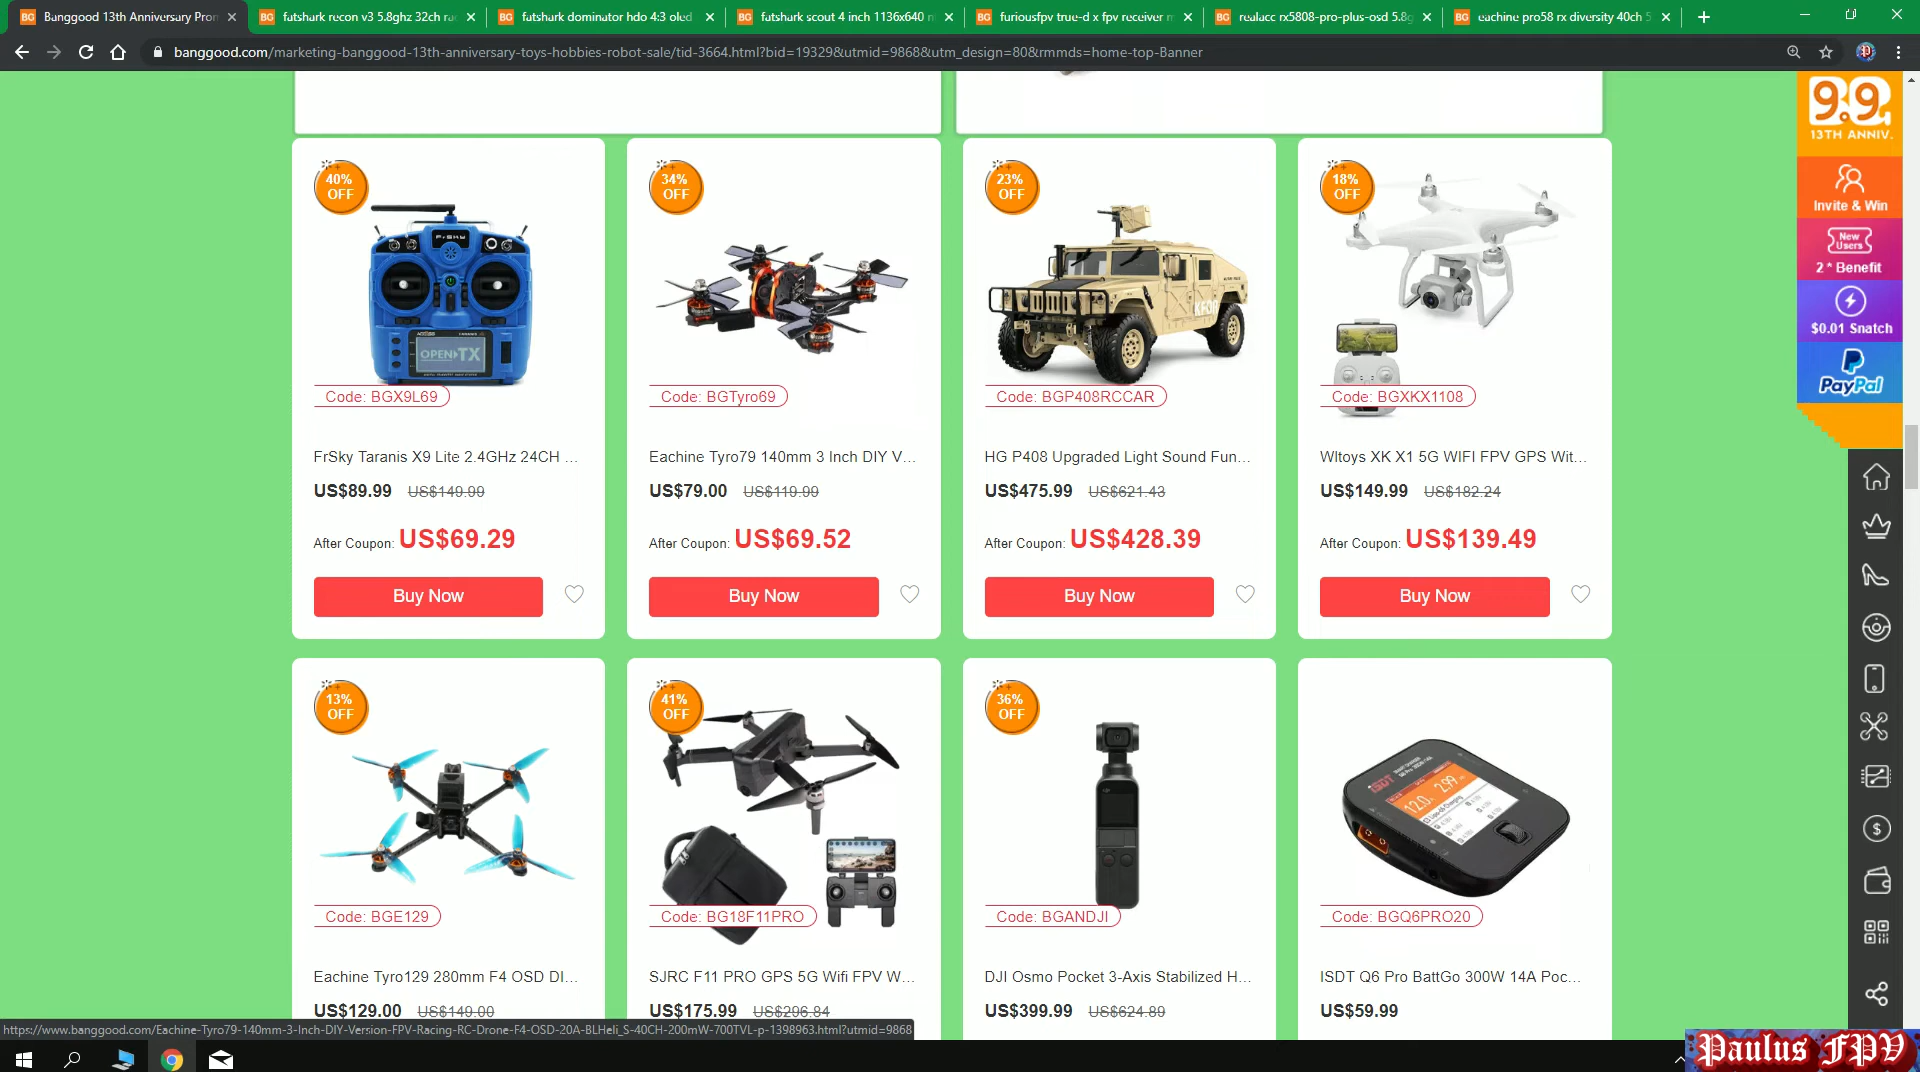 Banggood 13th Anniversary Pron
fatshark recon v3 5.8ghz 32ch ra
fatshark dominator hdo 4:3 oled
fatshark scout 4 inch 1136x640 n
furiousfpv true-d x fpv receiver m
realacc rx5808-pro-plus-osd 5.8g
eachine pro58 rx diversity 40ch 5
banggood.com/marketing-banggood-13th-anniversary-toys-hobbies-robot-sale/tid-3664.html?bid=19329&utmid=9868&utm_design=80&rmmds=home-top-Banner
9.9
13TH ANNIV.
Invite & Win
New Users
2 * Benefit
$0.01 Snatch
PayPal
40% OFF
FrSky
OPEN TX
Code: BGX9L69
FrSky Taranis X9 Lite 2.4GHz 24CH ...
US$89.99 US$149.99
After Coupon: US$69.29
Buy Now
34% OFF
Code: BGTyro69
Eachine Tyro79 140mm 3 Inch DIY V...
US$79.00 US$119.99
After Coupon: US$69.52
Buy Now
23% OFF
KFOR
Code: BGP408RCCAR
HG P408 Upgraded Light Sound Fun...
US$475.99 US$621.43
After Coupon: US$428.39
Buy Now
18% OFF
Code: BGXKX1108
Wltoys XK X1 5G WIFI FPV GPS Wit...
US$149.99 US$182.24
After Coupon: US$139.49
Buy Now
13% OFF
Code: BGE129
Eachine Tyro129 280mm F4 OSD DI...
US$129.00 US$149.00
41% OFF
Code: BG18F11PRO
SJRC F11 PRO GPS 5G Wifi FPV W...
US$175.99 US$296.84
36% OFF
Code: BGANDJI
DJI Osmo Pocket 3-Axis Stabilized H...
US$399.99 US$624.89
ISDT
Code: BGQ6PRO20
ISDT Q6 Pro BattGo 300W 14A Poc...
US$59.99
https://www.banggood.com/Eachine-Tyro79-140mm-3-Inch-DIY-Version-FPV-Racing-RC-Drone-F4-OSD-20A-BLHeli_S-40CH-200mW-700TVL-p-1398963.html?utmid=9868
Paulus FPV